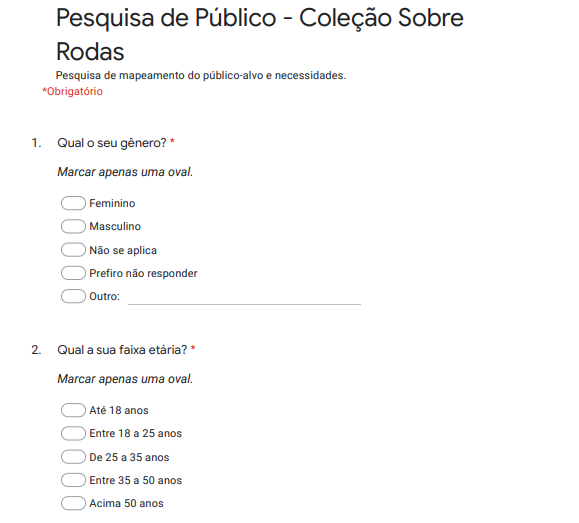 Pesquisa de Público - Coleção Sobre
Rodas
Pesquisa de mapeamento do público-alvo e necessidades.
*Obrigatório
1. Qual o seu gênero? *
Marcar apenas uma oval.
Feminino
Masculino
Não se aplica
Prefiro não responder
Outro:
2. Qual a sua faixa etária? *
Marcar apenas uma oval.
Até 18 anos
Entre 18 a 25 anos
De 25 a 35 anos
Entre 35 a 50 anos
Acima 50 anos